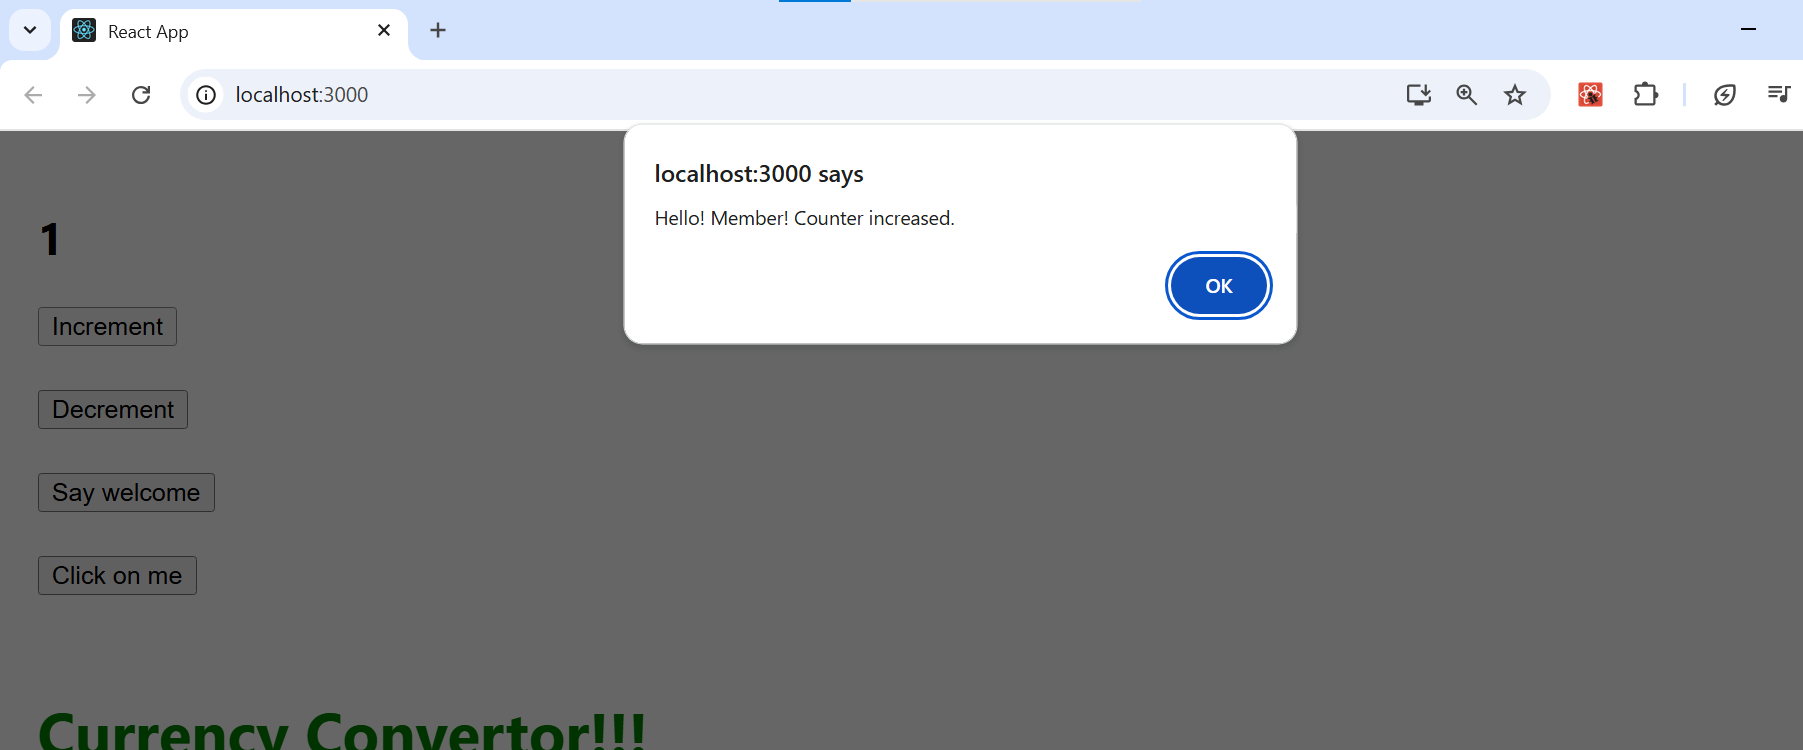 React App
localhost:3000
localhost:3000 says
Hello! Member! Counter increased.
OK
1
Increment
Decrement
Say welcome
Click on me
Currency Convertor!!!